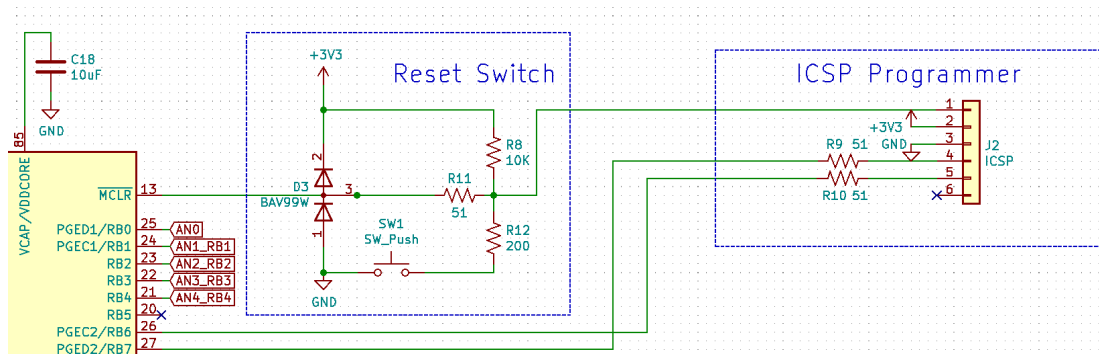 C18
10uF
GND
85
VCAP/VDDCORE
MCLR
13
PGED1/RB0
25
AN0
PGEC1/RB1
24
AN1_RB1
RB2
23
AN2_RB2
RB3
22
AN3_RB3
RB4
21
AN4_RB4
RB5
20
PGEC2/RB6
26
PGED2/RB7
27
Reset Switch
+3V3
2
D3
BAV99W
3
1
R8
10K
R11
51
R12
200
SW1
SW_Push
GND
ICSP Programmer
+3V3
GND
R9 51
R10 51
1
2
3
4
5
6
J2
ICSP